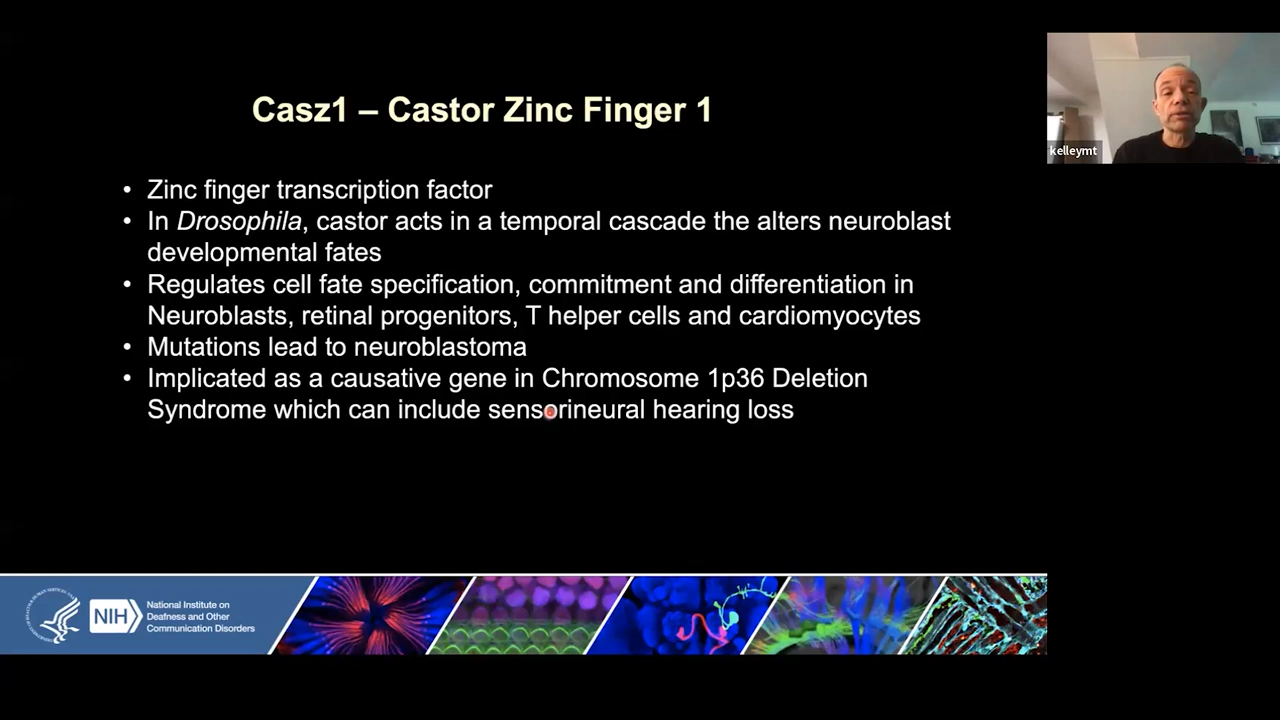 Casz1 – Castor Zinc Finger 1
• Zinc finger transcription factor
• In Drosophila, castor acts in a temporal cascade the alters neuroblast
developmental fates
• Regulates cell fate specification, commitment and differentiation in
Neuroblasts, retinal progenitors, T helper cells and cardiomyocytes
• Mutations lead to neuroblastoma
• Implicated as a causative gene in Chromosome 1p36 Deletion
Syndrome which can include sensorineural hearing loss
kelleymt
NIH
National Institute on
Deafness and Other
Communication Disorders